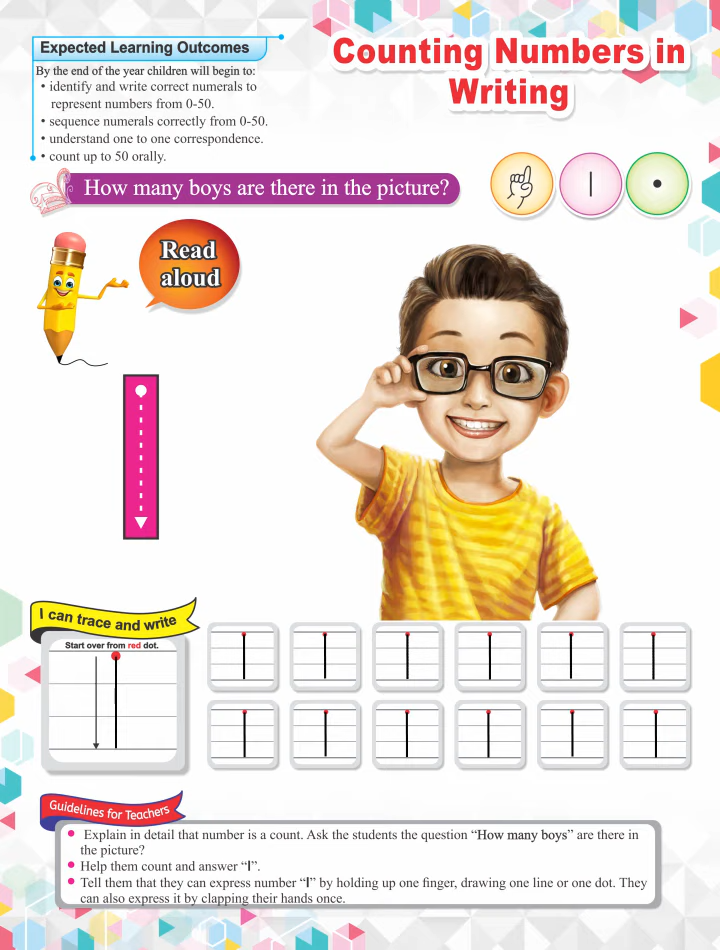 Expected Learning Outcomes
By the end of the year children will begin to:
• identify and write correct numerals to
represent numbers from 0-50.
• sequence numerals correctly from 0-50.
• understand one to one correspondence.
• count up to 50 orally.
Counting Numbers in
Writing
How many boys are there in the picture?
Read
aloud
I can trace and write
Start over from red dot.
Guidelines for Teachers
• Explain in detail that number is a count. Ask the students the question “How many boys” are there in
the picture?
• Help them count and answer “I”.
• Tell them that they can express number “I” by holding up one finger, drawing one line or one dot. They
can also express it by clapping their hands once.